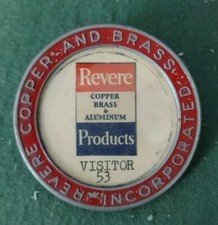 REVERE COPPER AND BRASS INCORPORATED
Revere
COPPER
BRASS
&
ALUMINUM
Products
VISITOR
53